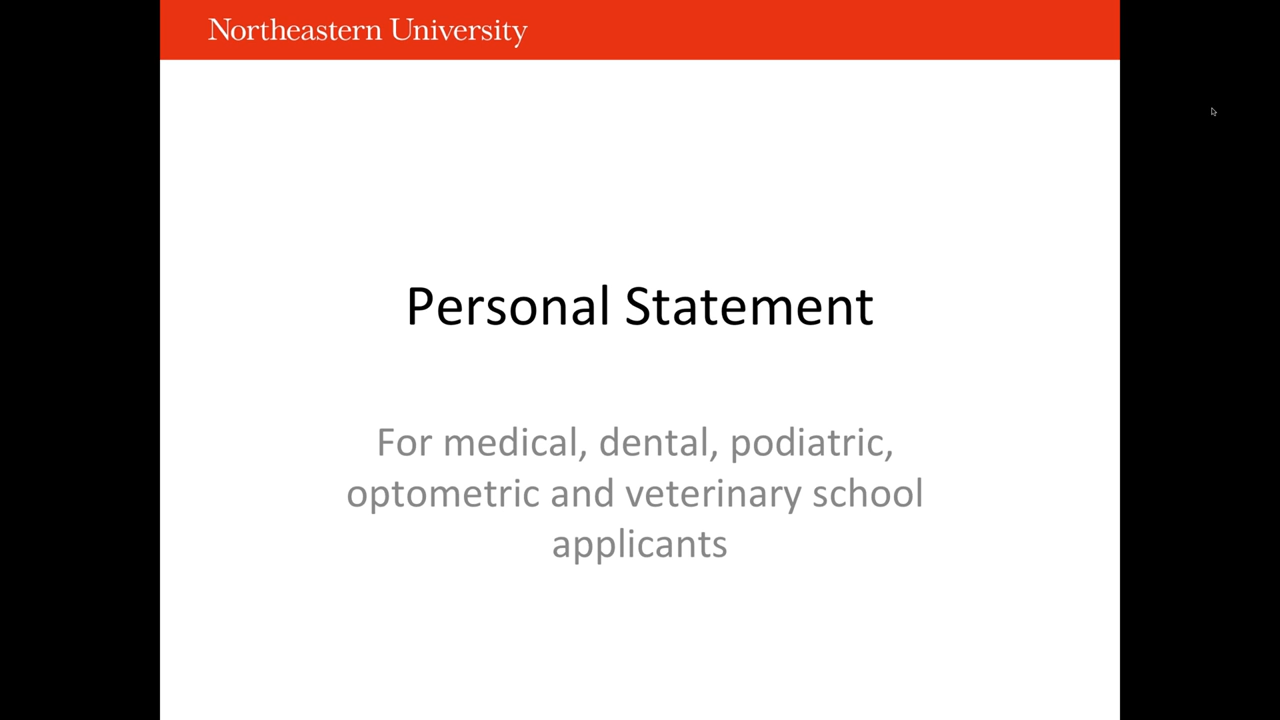 Northeastern University
Personal Statement
For medical, dental, podiatric,
optometric and veterinary school
applicants